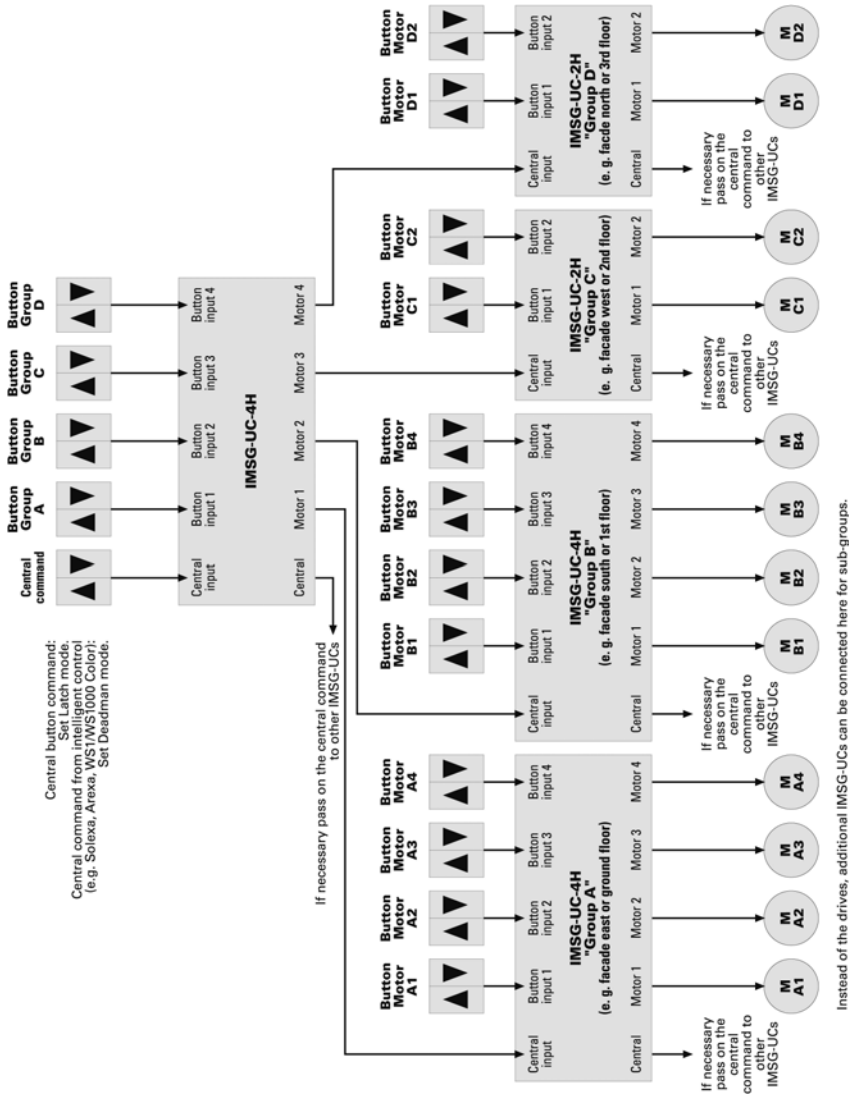 Central
command
Button
Group
A
Button
Group
B
Button
Group
C
Button
Group
D
Central button command:
Set Latch mode.
Central command from intelligent control
(e.g. Solexa, Arexa, WS1/WS1000 Color):
Set Deadman mode.
Central
input
Button
input 1
Button
input 2
Button
input 3
Button
input 4
IMSG-UC-4H
Central
Motor 1
Motor 2
Motor 3
Motor 4
If necessary pass on the central command
to other IMSG-UCs
Button
Motor
A1
Button
Motor
A2
Button
Motor
A3
Button
Motor
A4
Central
input
Button
input 1
Button
input 2
Button
input 3
Button
input 4
IMSG-UC-4H
"Group A"
(e. g. facade east or ground floor)
Central
Motor 1
Motor 2
Motor 3
Motor 4
If necessary
pass on the
central
command to
other
IMSG-UCs
M
A1
M
A2
M
A3
M
A4
Button
Motor
B1
Button
Motor
B2
Button
Motor
B3
Button
Motor
B4
Central
input
Button
input 1
Button
input 2
Button
input 3
Button
input 4
IMSG-UC-4H
"Group B"
(e. g. facade south or 1st floor)
Central
Motor 1
Motor 2
Motor 3
Motor 4
If necessary
pass on the
central
command to
other
IMSG-UCs
M
B1
M
B2
M
B3
M
B4
Button
Motor
C1
Button
Motor
C2
Central
input
Button
input 1
Button
input 2
IMSG-UC-2H
"Group C"
(e. g. facade west or 2nd floor)
Central
Motor 1
Motor 2
If necessary
pass on the
central
command to
other
IMSG-UCs
M
C1
M
C2
Button
Motor
D1
Button
Motor
D2
Central
input
Button
input 1
Button
input 2
IMSG-UC-2H
"Group D"
(e. g. facde north or 3rd floor)
Central
Motor 1
Motor 2
If necessary
pass on the
central
command to
other
IMSG-UCs
M
D1
M
D2
Instead of the drives, additional IMSG-UCs can be connected here for sub-groups.